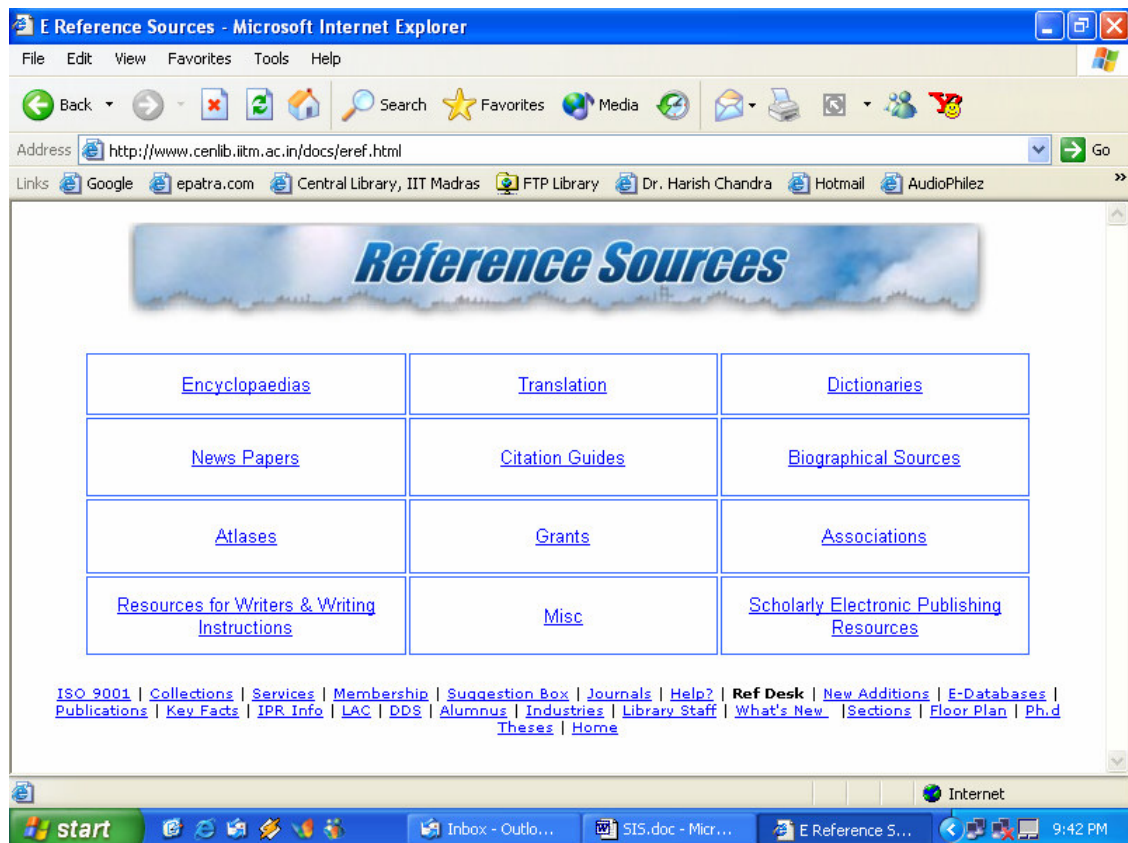 E Reference Sources - Microsoft Internet Explorer
File Edit View Favorites Tools Help
Back Search Favorites Media
Address http://www.cenlib.iitm.ac.in/docs/eref.html Go
Links Google epatra.com Central Library, IIT Madras FTP Library Dr. Harish Chandra Hotmail AudioPhilez »
Reference Sources
Encyclopaedias Translation Dictionaries
News Papers Citation Guides Biographical Sources
Atlases Grants Associations
Resources for Writers & Writing Instructions Misc Scholarly Electronic Publishing Resources
ISO 9001 | Collections | Services | Membership | Suggestion Box | Journals | Help? | Ref Desk | New Additions | E-Databases |
Publications | Key Facts | IPR Info | LAC | DDS | Alumnus | Industries | Library Staff | What's New | Sections | Floor Plan | Ph.d
Theses | Home
Internet
start Inbox - Outlo... SIS.doc - Micr... E Reference S... 9:42 PM